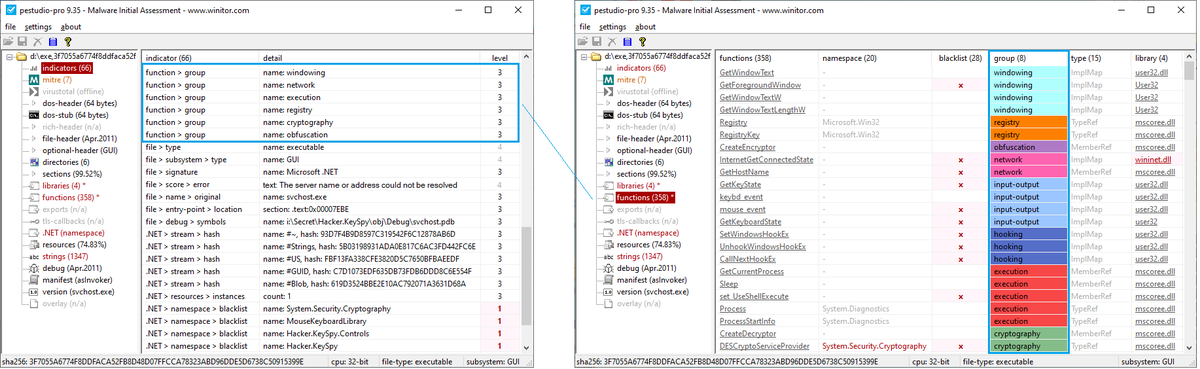 pestudio-pro 9.35 - Malware Initial Assessment - www.winitor.com
file settings about
d:\exe,3f7055a6774f8ddfaca52f
indicators (66)
mitre (7)
virustotal (offline)
dos-header (64 bytes)
dos-stub (64 bytes)
rich-header (n/a)
file-header (Apr.2011)
optional-header (GUI)
directories (6)
sections (99.52%)
libraries (4) *
functions (358) *
exports (n/a)
tls-callbacks (n/a)
.NET (namespace)
resources (74.83%)
abc strings (1347)
debug (Apr.2011)
manifest (asInvoker)
1.0 version (svchost.exe)
overlay (n/a)
indicator (66) detail level
function > group name: windowing 3
function > group name: network 3
function > group name: execution 3
function > group name: registry 3
function > group name: cryptography 3
function > group name: obfuscation 3
file > type name: executable 4
file > subsystem > type name: GUI 4
file > signature name: Microsoft .NET 3
file > score > error text: The server name or address could not be resolved 4
file > name > original name: svchost.exe 3
file > entry-point > location section: .text:0x00007EBE 3
file > debug > symbols name: i:\Secret\Hacker.KeySpy\obj\Debug\svchost.pdb 3
.NET > stream > hash name: #~, hash: 93D7F4B9D8597C319542F6C12878AB6D 3
.NET > stream > hash name: #Strings, hash: 5B03198931ADA0E817C6AC3FD442FC6E 3
.NET > stream > hash name: #US, hash: FBF13FA338CFE3820D5C7650BFBAEEDF 3
.NET > stream > hash name: #GUID, hash: C7D1073EDF635DB73FDB6DDD8C6E554F 3
.NET > stream > hash name: #Blob, hash: 619D3524BBE2E10AC792071A3631D68A 3
.NET > resources > instances count: 1 3
.NET > namespace > blacklist name: System.Security.Cryptography 1
.NET > namespace > blacklist name: MouseKeyboardLibrary 1
.NET > namespace > blacklist name: Hacker.KeySpy.Controls 1
.NET > namespace > blacklist name: Hacker.KeySpy 1
sha256: 3F7055A6774F8DDFACA52FB8D48D07FFCCA78323ABD96DDE5D6738C50915399E cpu: 32-bit file-type: executable subsystem: GUI
pestudio-pro 9.35 - Malware Initial Assessment - www.winitor.com
file settings about
d:\exe,3f7055a6774f8ddfaca52f
indicators (66)
mitre (7)
virustotal (offline)
dos-header (64 bytes)
dos-stub (64 bytes)
rich-header (n/a)
file-header (Apr.2011)
optional-header (GUI)
directories (6)
sections (99.52%)
libraries (4) *
functions (358) *
exports (n/a)
tls-callbacks (n/a)
.NET (namespace)
resources (74.83%)
abc strings (1347)
debug (Apr.2011)
manifest (asInvoker)
1.0 version (svchost.exe)
overlay (n/a)
functions (358) namespace (20) blacklist (28) group (8) type (15) library (4)
GetWindowText - - windowing ImplMap user32.dll
GetForegroundWindow - x windowing ImplMap User32
GetWindowTextW - - windowing ImplMap User32
GetWindowTextLengthW - - windowing ImplMap User32
Registry Microsoft.Win32 - registry TypeRef mscoree.dll
RegistryKey Microsoft.Win32 - registry TypeRef mscoree.dll
CreateEncryptor - - obfuscation MemberRef mscoree.dll
InternetGetConnectedState - x network ImplMap wininet.dll
GetHostName - x network MemberRef mscoree.dll
GetKeyState - x input-output ImplMap user32.dll
keybd_event - - input-output ImplMap user32.dll
mouse_event - x input-output ImplMap user32.dll
GetKeyboardState - x input-output ImplMap user32
SetWindowsHookEx - x hooking ImplMap user32.dll
UnhookWindowsHookEx - x hooking ImplMap user32.dll
CallNextHookEx - x hooking ImplMap user32.dll
GetCurrentProcess - - execution MemberRef mscoree.dll
Sleep - - execution MemberRef mscoree.dll
set_UseShellExecute - x execution MemberRef mscoree.dll
Process System.Diagnostics - execution TypeRef mscoree.dll
ProcessStartInfo System.Diagnostics - execution TypeRef mscoree.dll
CreateDecryptor - - cryptography MemberRef mscoree.dll
DESCryptoServiceProvider System.Security.Cryptography x cryptography TypeRef mscoree.dll
sha256: 3F7055A6774F8DDFACA52FB8D48D07FFCCA78323ABD96DDE5D6738C50915399E cpu: 32-bit file-type: executable subsystem: GUI